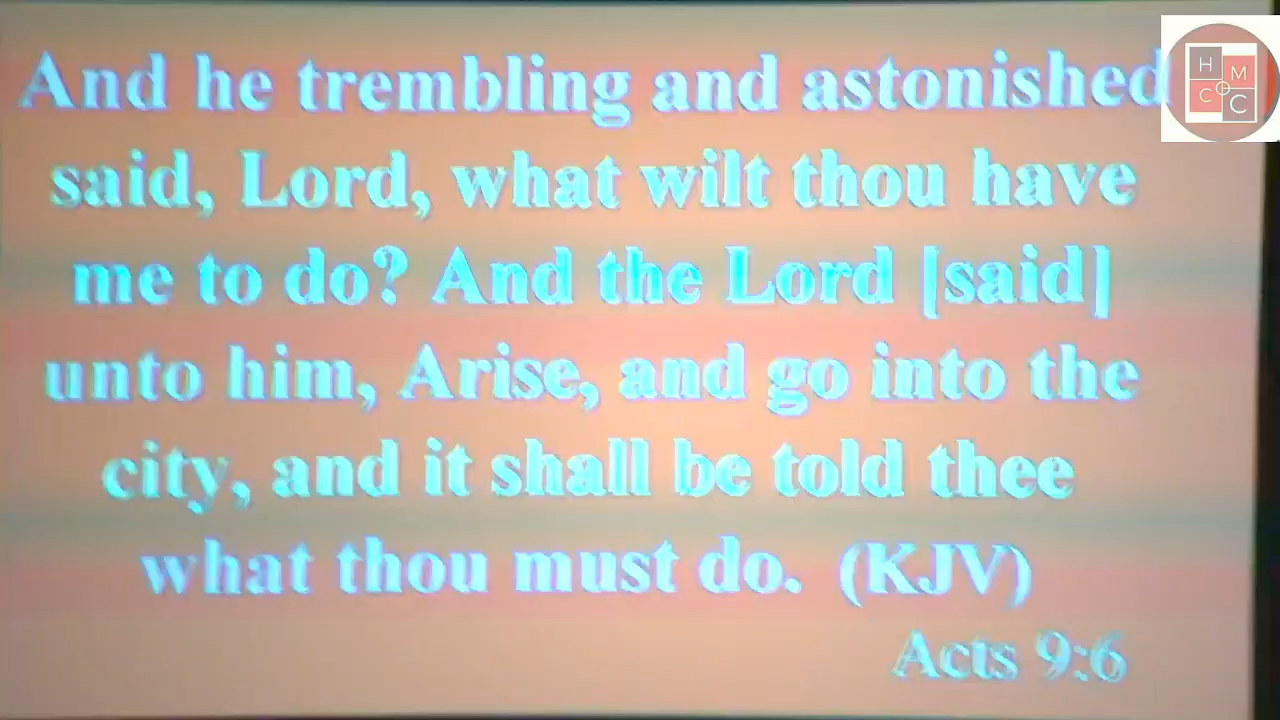 And he trembling and astonished
said, Lord, what wilt thou have
me to do? And the Lord [said]
unto him, Arise, and go into the
city, and it shall be told thee
what thou must do. (KJV)
Acts 9:6
H M
C O C